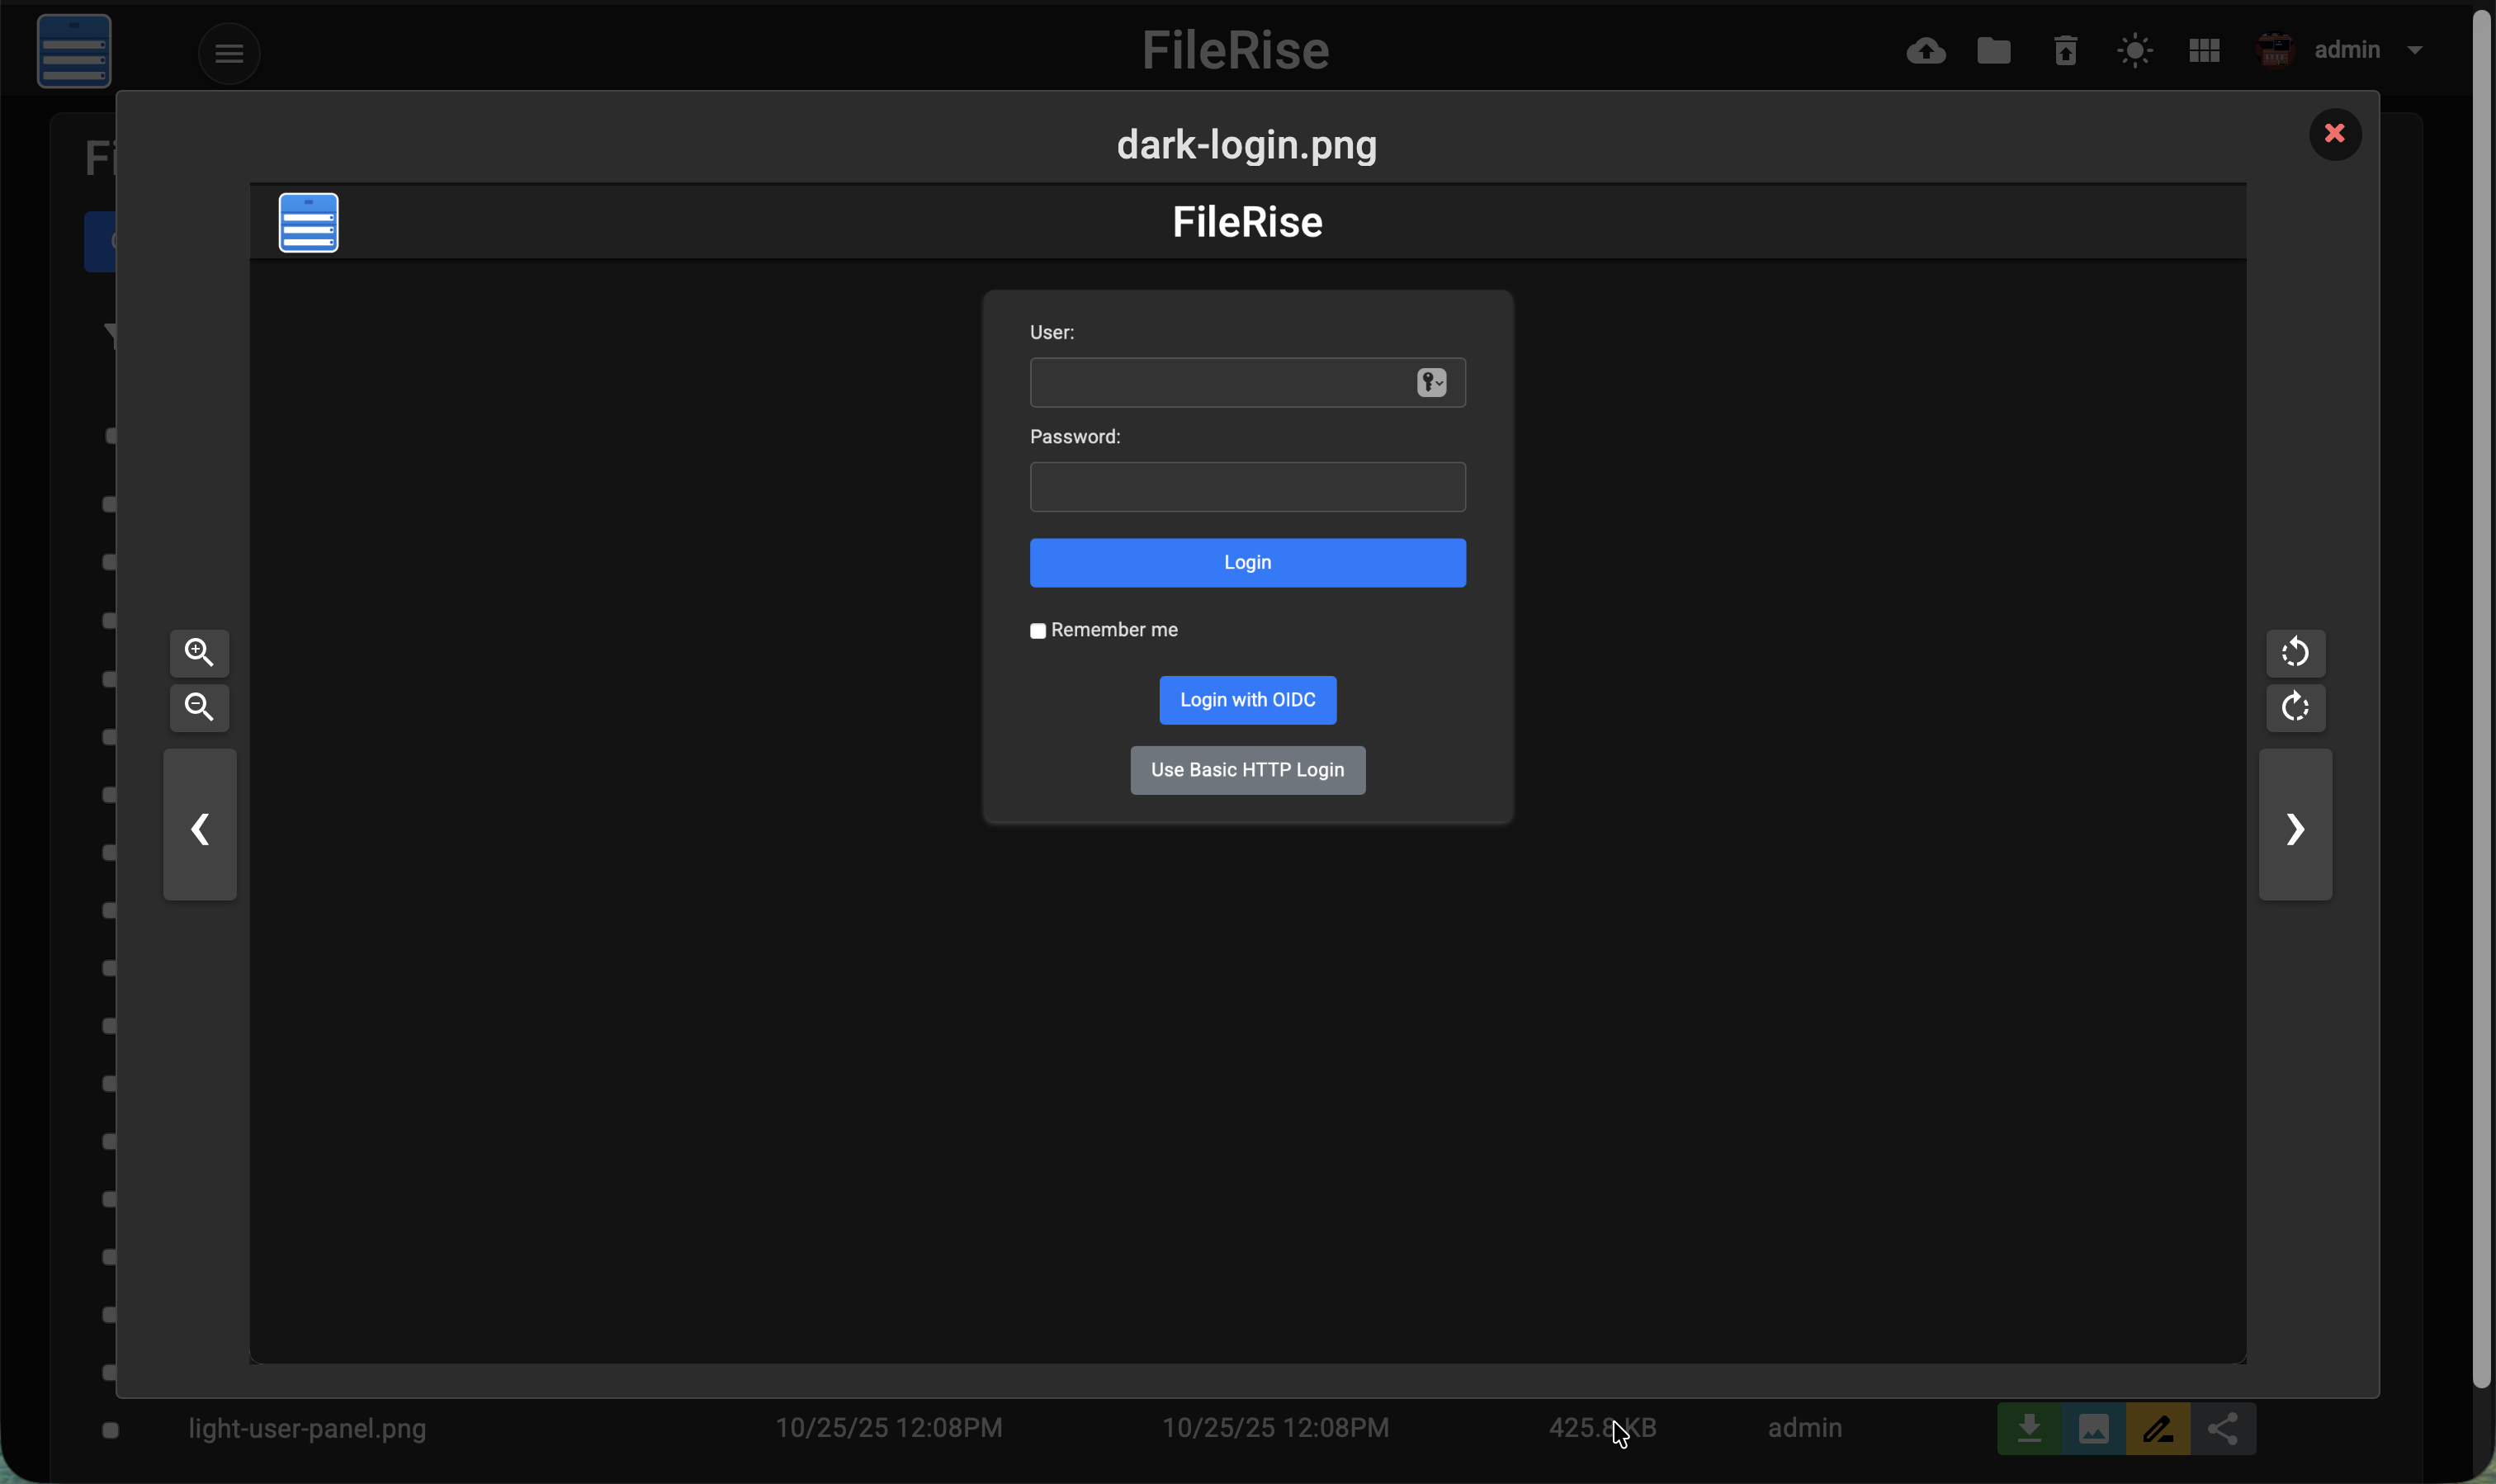 FileRise
admin
Fi
dark-login.png
FileRise
User:
Password:
Login
Remember me
Login with OIDC
Use Basic HTTP Login
light-user-panel.png 10/25/25 12:08PM 10/25/25 12:08PM 425.8 KB admin